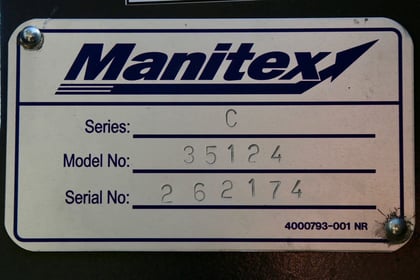 Manitex
Series: C
Model No: 35124
Serial No: 262174
4000793-001 NR